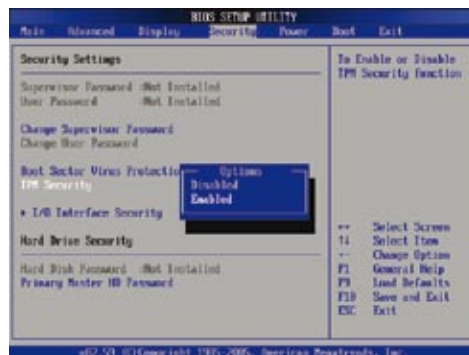 BIOS SETUP UTILITY
Main Advanced Display Security Power Boot Exit
Security Settings
Supervisor Password :Not Installed
User Password :Not Installed
Change Supervisor Password
Change User Password
Boot Sector Virus Protection
TPM Security
▸ I/O Interface Security
Hard Drive Security
Hard Disk Password :Not Installed
Primary Master HD Password
Options
Disabled
Enabled
To Enable or Disable
TPM Security function
↔ Select Screen
↑↓ Select Item
+- Change Option
F1 General Help
F9 Load Defaults
F10 Save and Exit
ESC Exit
v02.59 (C)Copyright 1985-2005, American Megatrends, Inc.